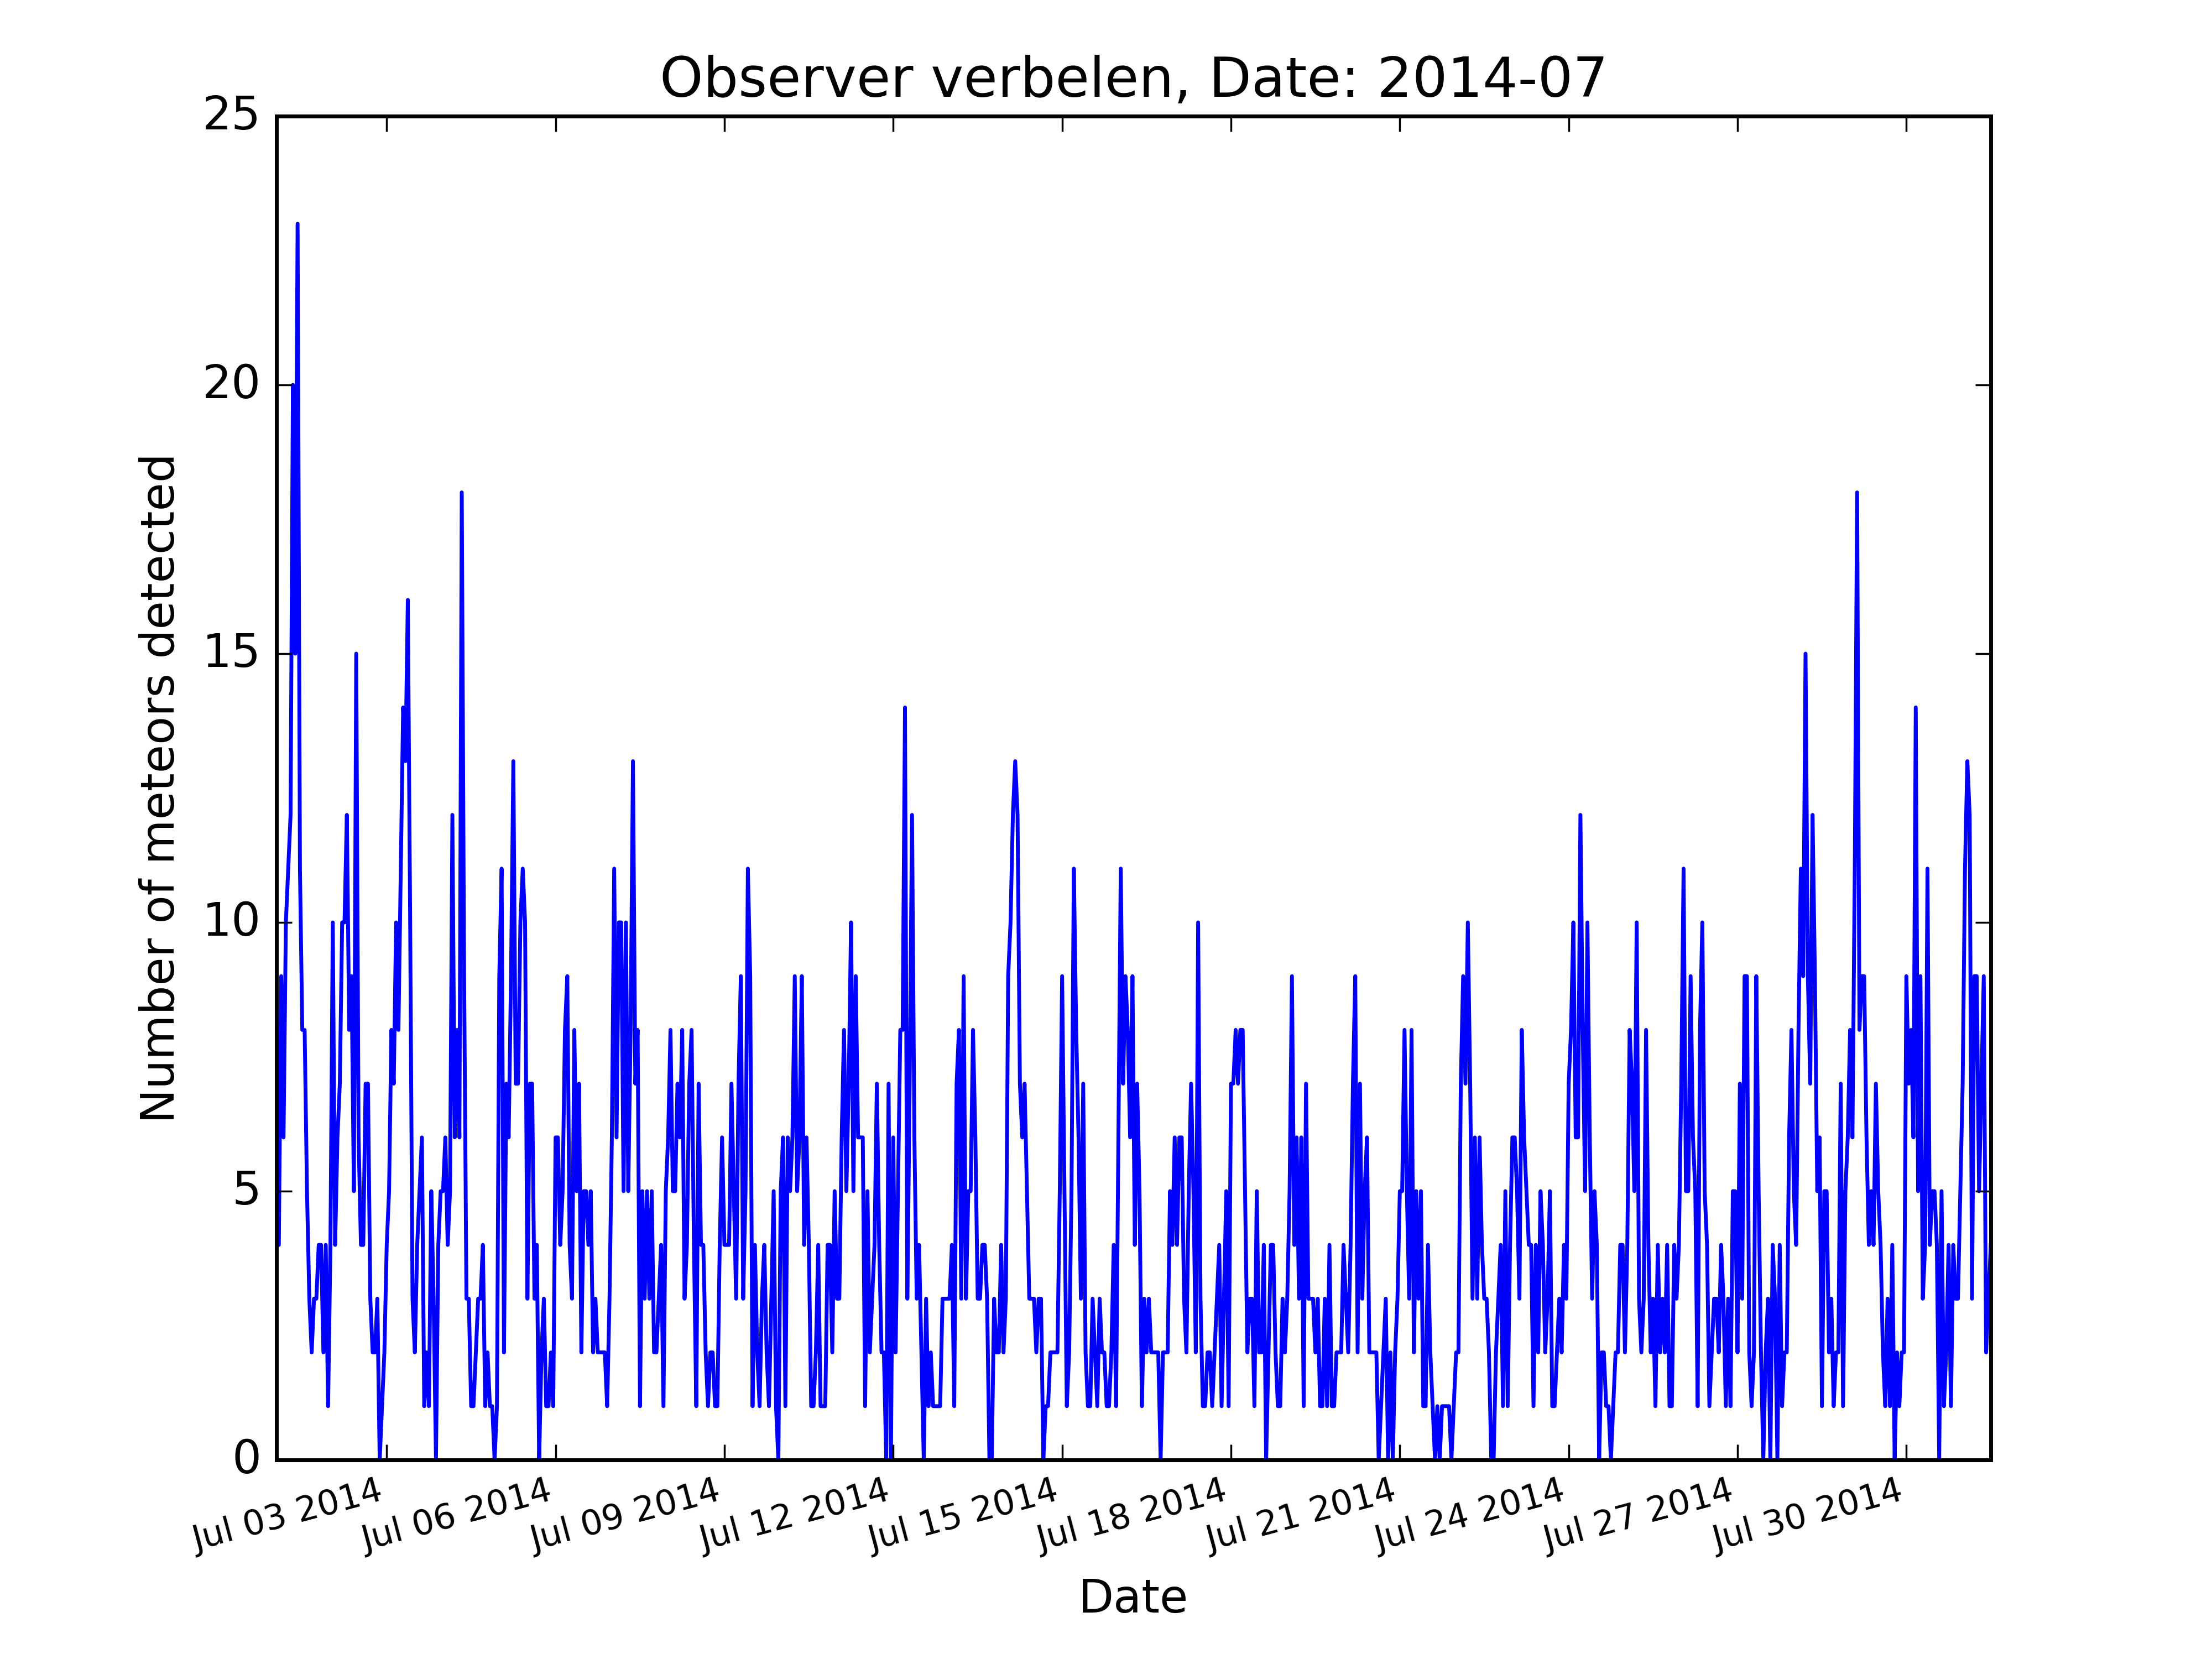 Observer verbelen, Date: 2014-07
25
20
15
10
5
0
Number of meteors detected
Jul 03 2014
Jul 06 2014
Jul 09 2014
Jul 12 2014
Jul 15 2014
Jul 18 2014
Jul 21 2014
Jul 24 2014
Jul 27 2014
Jul 30 2014
Date